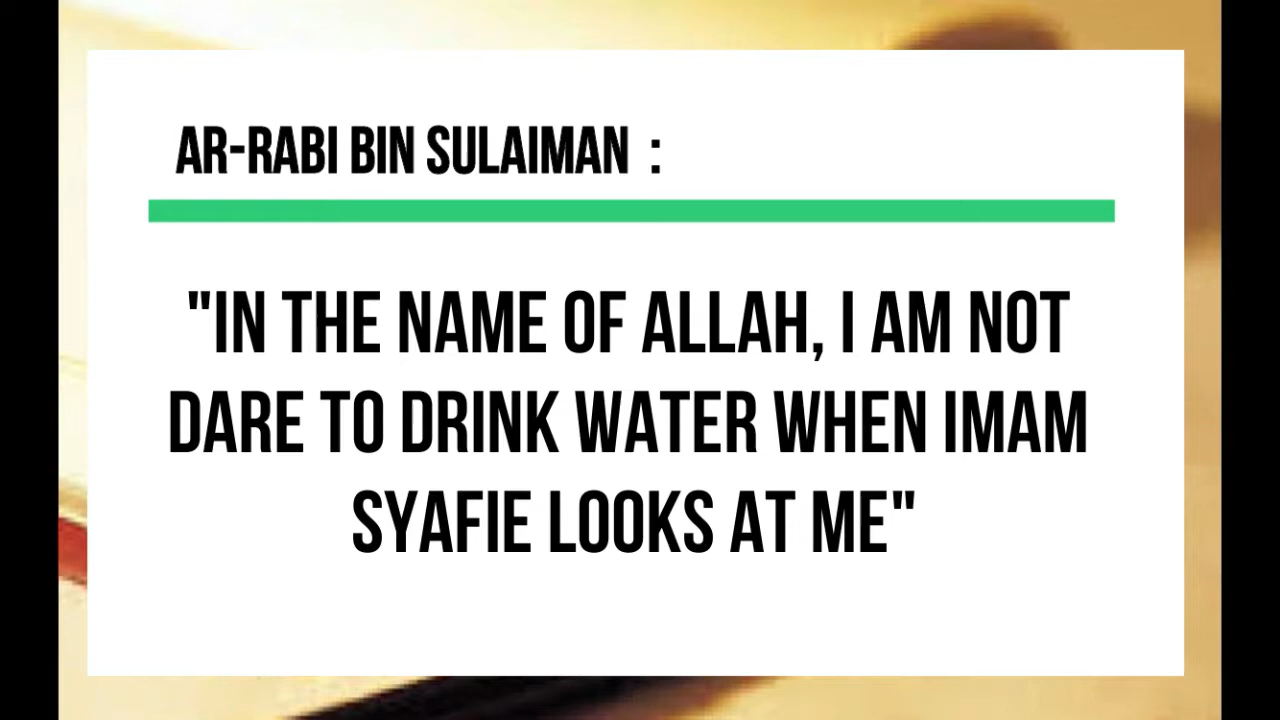 AR-RABI BIN SULAIMAN :
"IN THE NAME OF ALLAH, I AM NOT
DARE TO DRINK WATER WHEN IMAM
SYAFIE LOOKS AT ME"